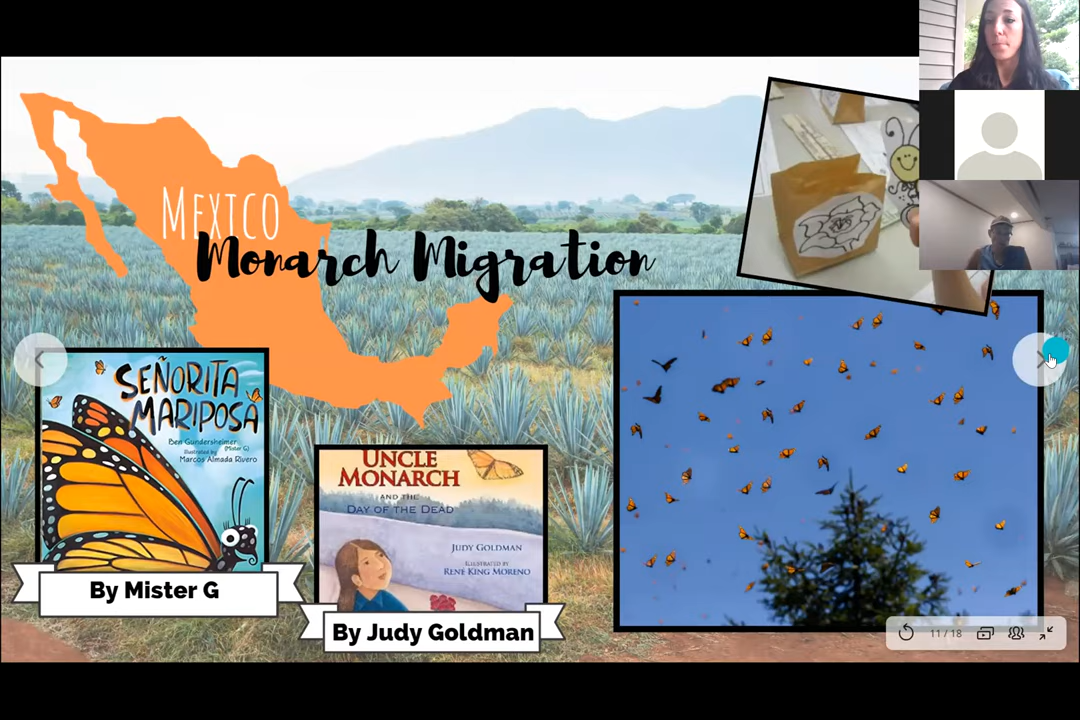 MEXICO
Monarch Migration
SEÑORITA
MARIPOSA
Ben Gundersheimer
(Mister G)
Illustrated by
Marcos Almada Rivero
By Mister G
UNCLE
MONARCH
AND THE
DAY OF THE DEAD
JUDY GOLDMAN
ILLUSTRATED BY
RENÉ KING MORENO
By Judy Goldman
11 / 18